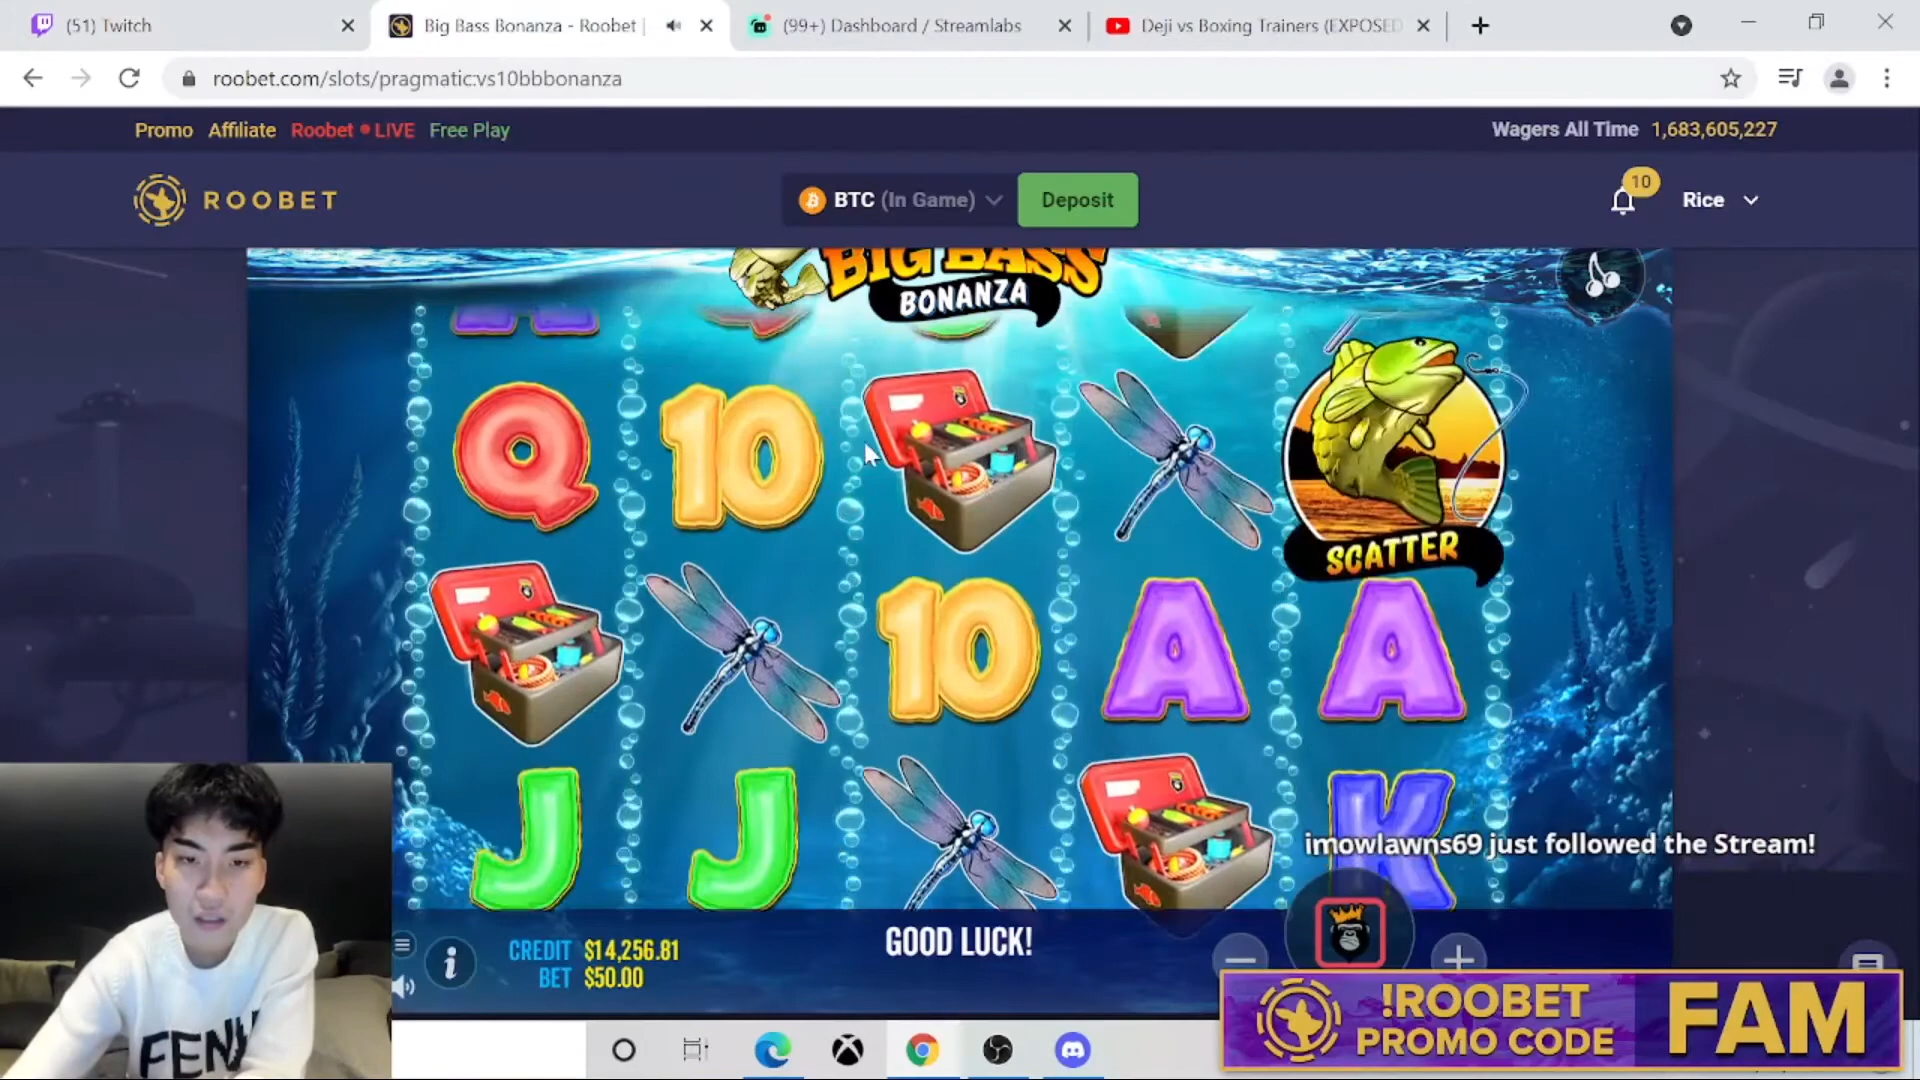 (51) Twitch
Big Bass Bonanza - Roobet |
(99+) Dashboard / Streamlabs
Deji vs Boxing Trainers (EXPOSED
roobet.com/slots/pragmatic:vs10bbbonanza
Promo Affiliate Roobet • LIVE Free Play
Wagers All Time 1,683,605,227
ROOBET
BTC (In Game)
Deposit
10
Rice
BIG BASS
BONANZA
Q 10
SCATTER
10 A A
J J K
imowlawns69 just followed the Stream!
CREDIT $14,256.81
BET $50.00
GOOD LUCK!
!ROOBET
PROMO CODE
FAM